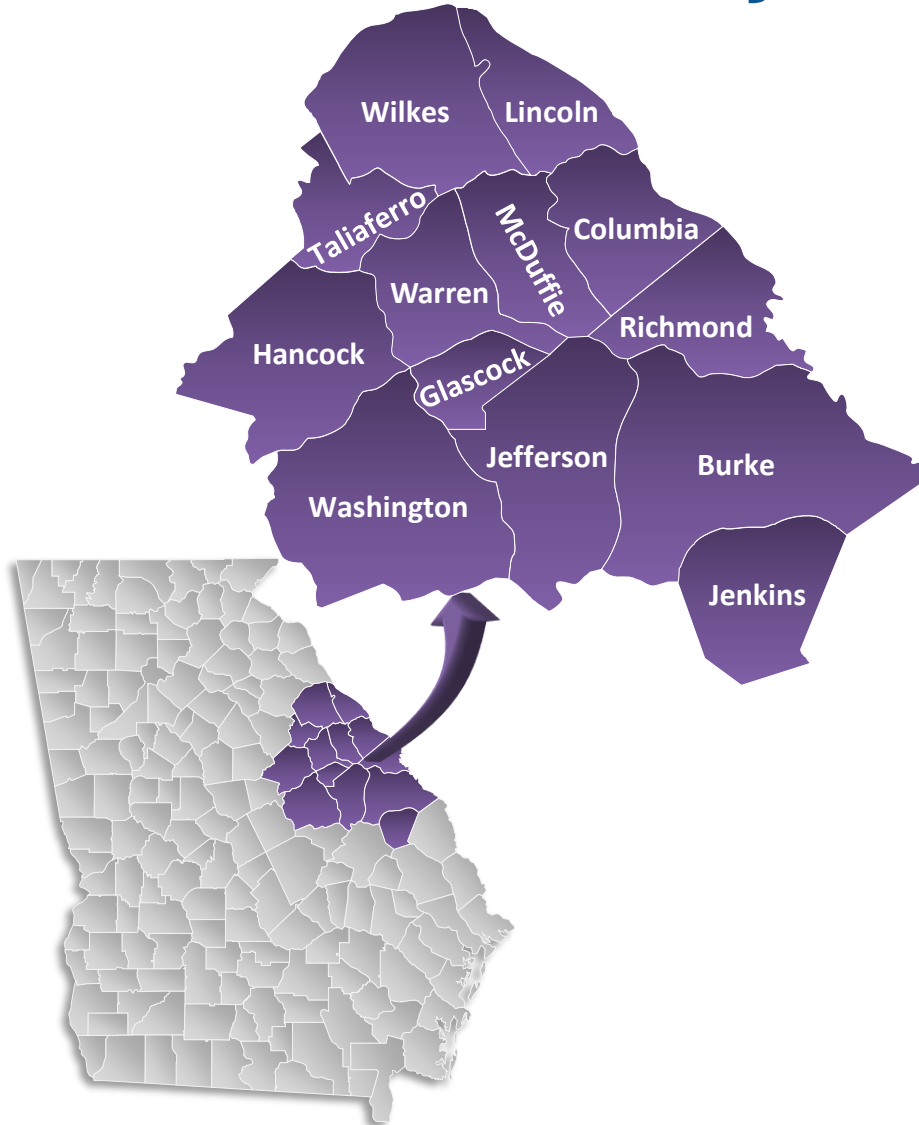 Wilkes
Lincoln
Taliaferro
McDuffie
Columbia
Warren
Richmond
Hancock
Glascock
Jefferson
Burke
Washington
Jenkins